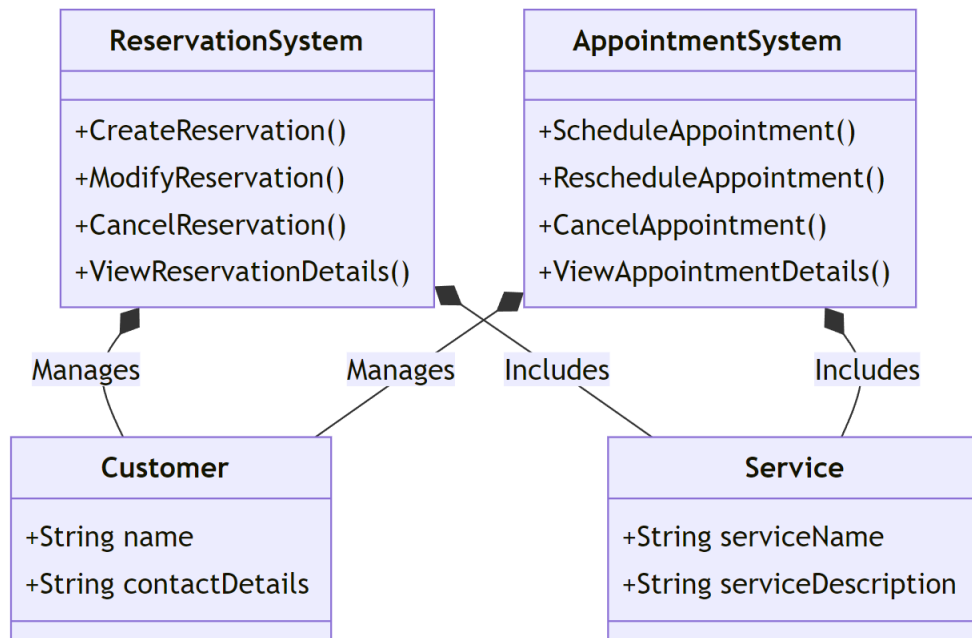 ReservationSystem
+CreateReservation()
+ModifyReservation()
+CancelReservation()
+ViewReservationDetails()
AppointmentSystem
+ScheduleAppointment()
+RescheduleAppointment()
+CancelAppointment()
+ViewAppointmentDetails()
Manages
Manages
Includes
Includes
Customer
+String name
+String contactDetails
Service
+String serviceName
+String serviceDescription